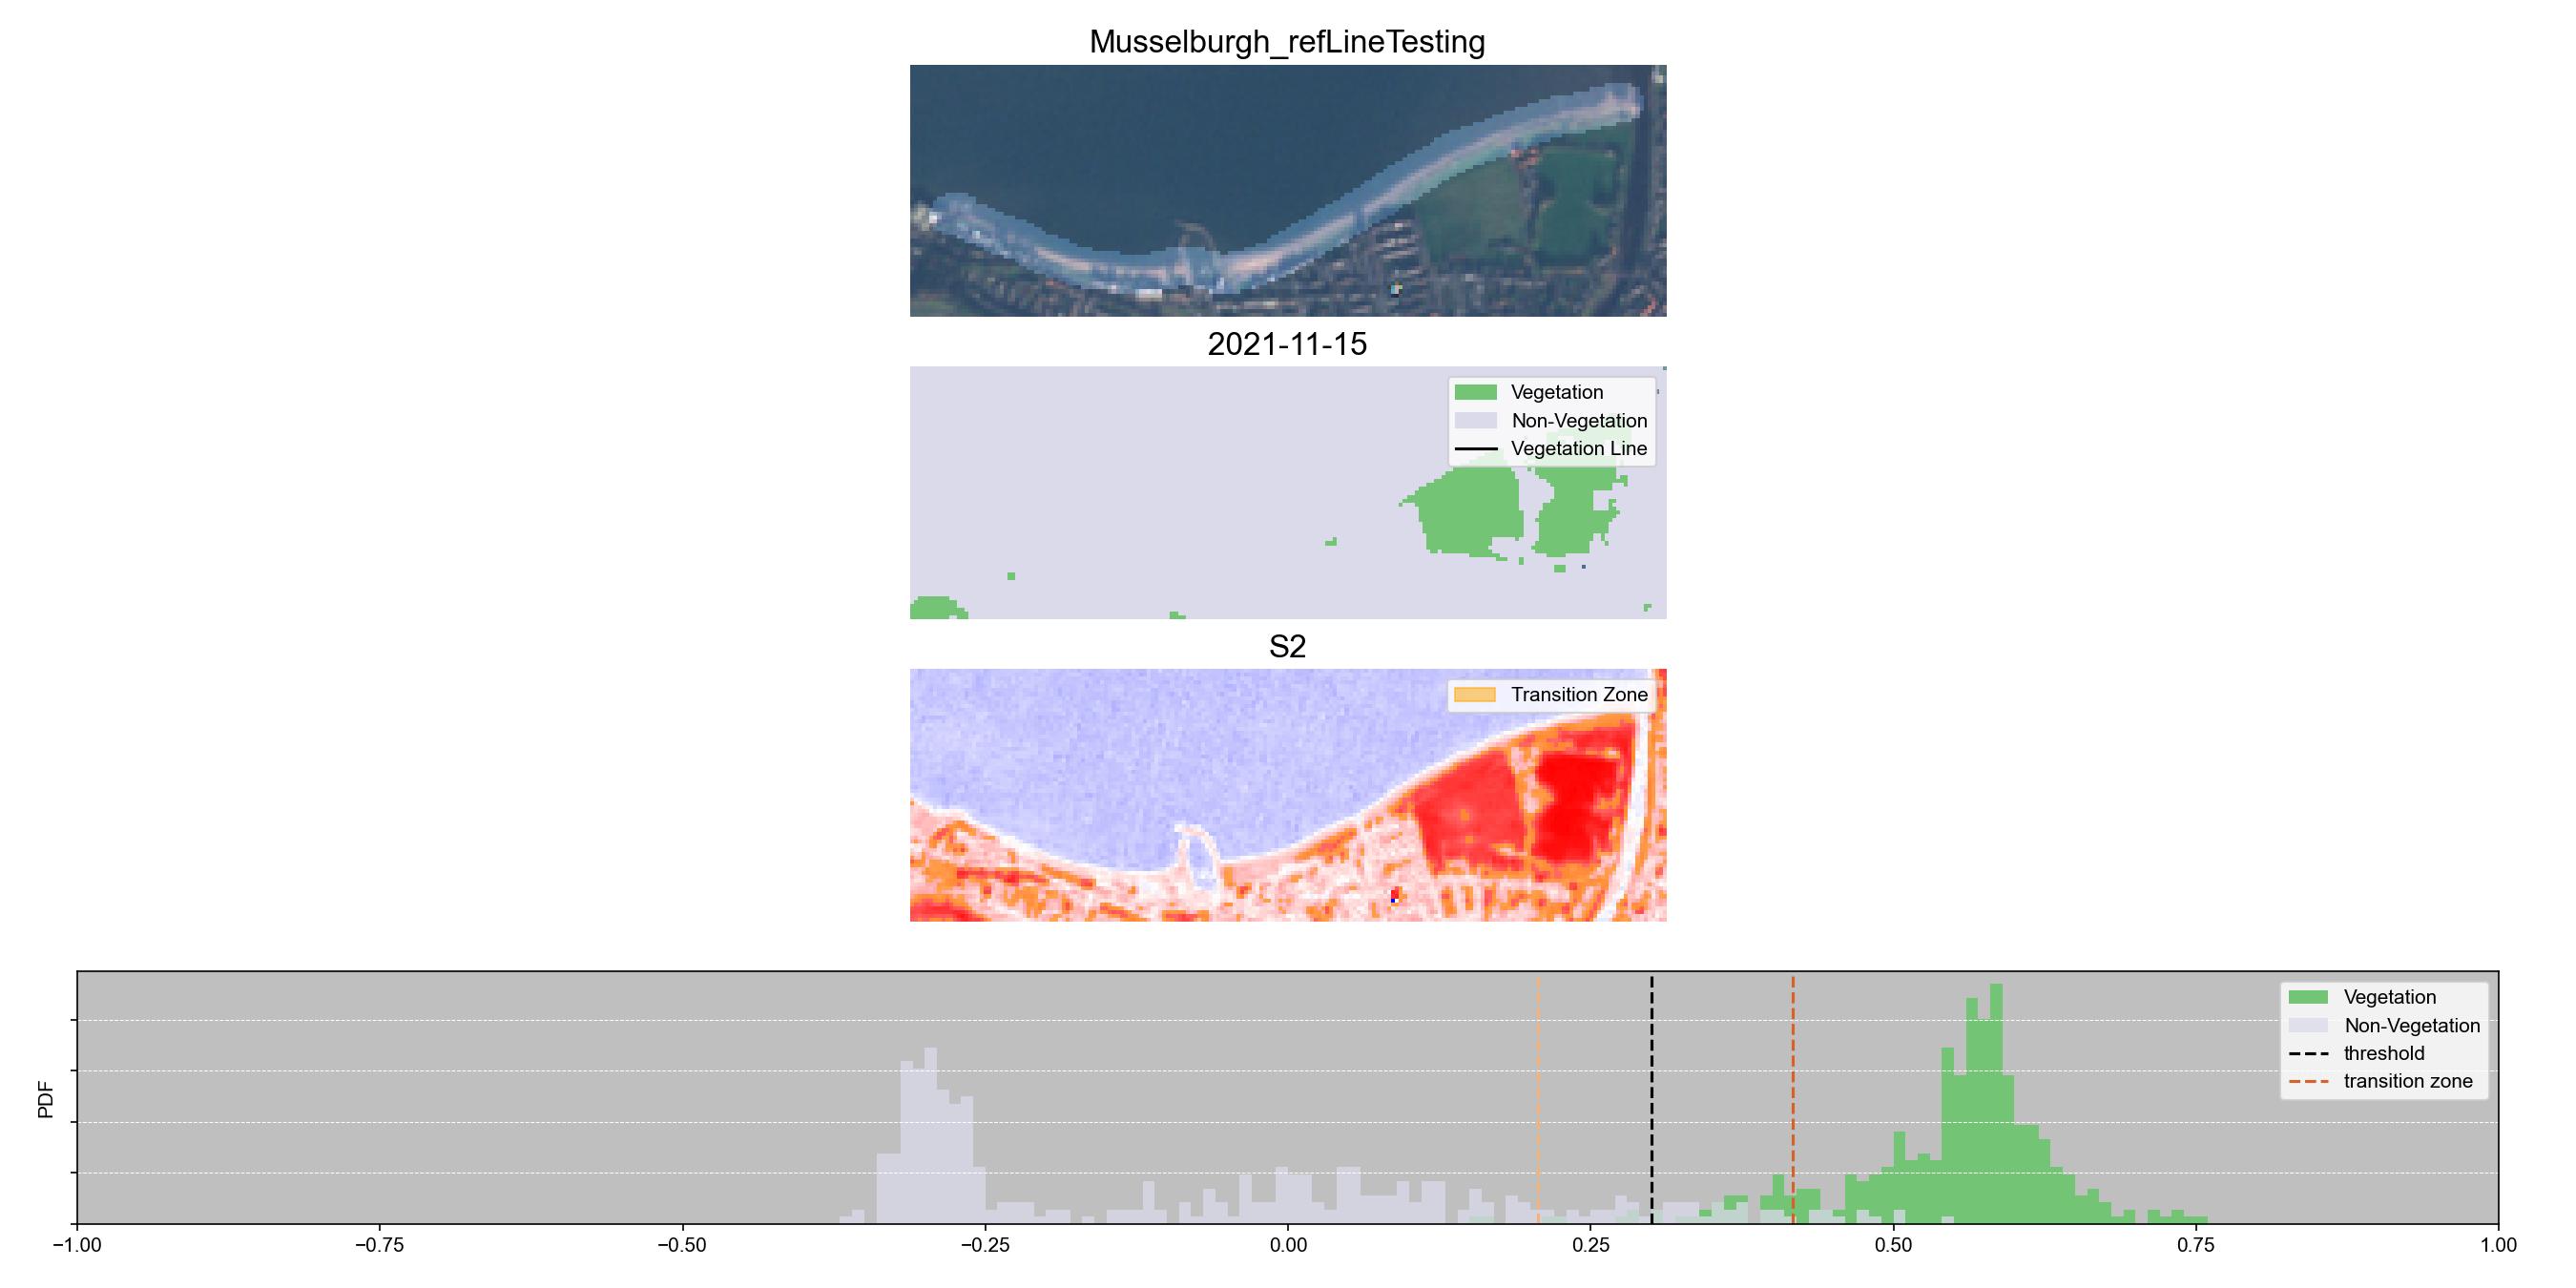 Musselburgh_refLineTesting
2021-11-15
Vegetation
Non-Vegetation
Vegetation Line
S2
Transition Zone
PDF
Vegetation
Non-Vegetation
threshold
transition zone
−1.00 −0.75 −0.50 −0.25 0.00 0.25 0.50 0.75 1.00